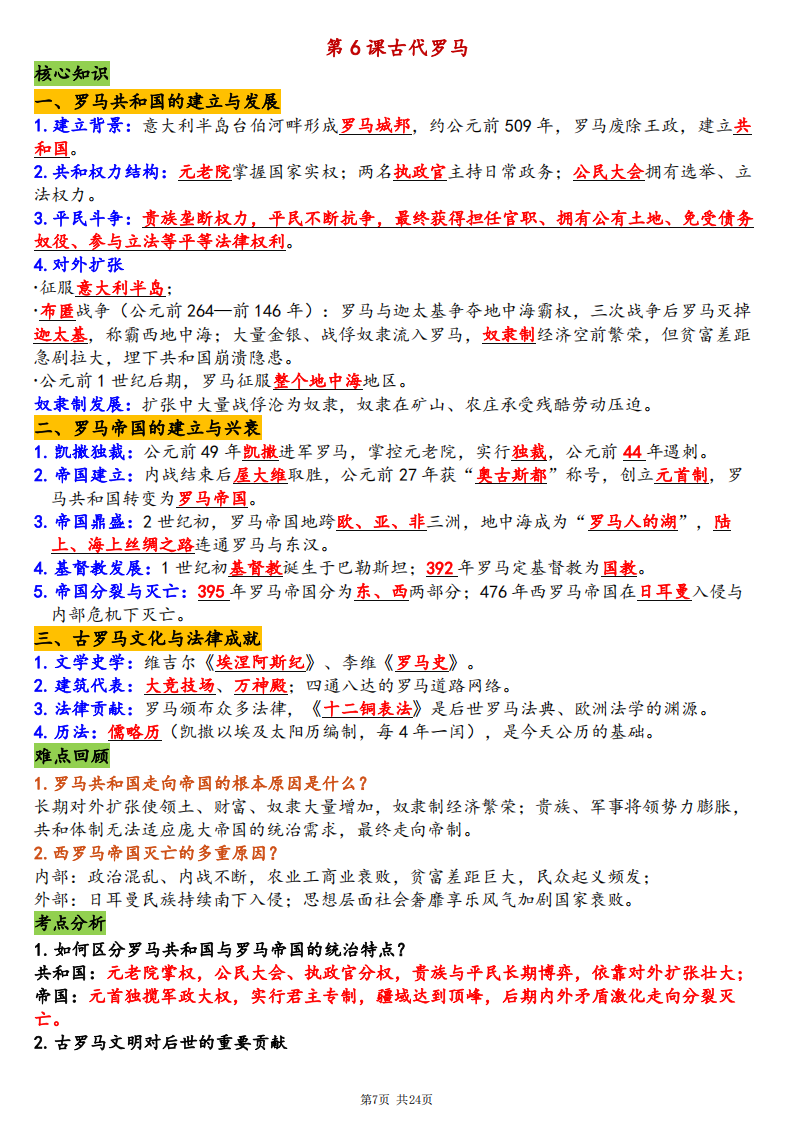 第 6 课古代罗马
核心知识
一、罗马共和国的建立与发展
1. 建立背景：意大利半岛台伯河畔形成罗马城邦，约公元前 509 年，罗马废除王政，建立共
和国。
2. 共和权力结构：元老院掌握国家实权；两名执政官主持日常政务；公民大会拥有选举、立
法权力。
3. 平民斗争：贵族垄断权力，平民不断抗争，最终获得担任官职、拥有公有土地、免受债务
奴役、参与立法等平等法律权利。
4. 对外扩张
·征服意大利半岛；
·布匿战争（公元前 264—前 146 年）：罗马与迦太基争夺地中海霸权，三次战争后罗马灭掉
迦太基，称霸西地中海；大量金银、战俘奴隶流入罗马，奴隶制经济空前繁荣，但贫富差距
急剧拉大，埋下共和国崩溃隐患。
·公元前 1 世纪后期，罗马征服整个地中海地区。
奴隶制发展：扩张中大量战俘沦为奴隶，奴隶在矿山、农庄承受残酷劳动压迫。
二、罗马帝国的建立与兴衰
1. 凯撒独裁：公元前 49 年凯撒进军罗马，掌控元老院，实行独裁，公元前 44 年遇刺。
2. 帝国建立：内战结束后屋大维取胜，公元前 27 年获“奥古斯都”称号，创立元首制，罗
马共和国转变为罗马帝国。
3. 帝国鼎盛：2 世纪初，罗马帝国地跨欧、亚、非三洲，地中海成为“罗马人的湖”，陆
上、海上丝绸之路连通罗马与东汉。
4. 基督教发展：1 世纪初基督教诞生于巴勒斯坦；392 年罗马定基督教为国教。
5. 帝国分裂与灭亡：395 年罗马帝国分为东、西两部分；476 年西罗马帝国在日耳曼入侵与
内部危机下灭亡。
三、古罗马文化与法律成就
1. 文学史学：维吉尔《埃涅阿斯纪》、李维《罗马史》。
2. 建筑代表：大竞技场、万神殿；四通八达的罗马道路网络。
3. 法律贡献：罗马颁布众多法律，《十二铜表法》是后世罗马法典、欧洲法学的渊源。
4. 历法：儒略历（凯撒以埃及太阳历编制，每 4 年一闰），是今天公历的基础。
难点回顾
1. 罗马共和国走向帝国的根本原因是什么？
长期对外扩张使领土、财富、奴隶大量增加，奴隶制经济繁荣；贵族、军事将领势力膨胀，
共和体制无法适应庞大帝国的统治需求，最终走向帝制。
2. 西罗马帝国灭亡的多重原因？
内部：政治混乱、内战不断，农业工商业衰败，贫富差距巨大，民众起义频发；
外部：日耳曼民族持续南下入侵；思想层面社会奢靡享乐风气加剧国家衰败。
考点分析
1. 如何区分罗马共和国与罗马帝国的统治特点？
共和国：元老院掌权，公民大会、执政官分权，贵族与平民长期博弈，依靠对外扩张壮大；
帝国：元首独揽军政大权，实行君主专制，疆域达到顶峰，后期内外矛盾激化走向分裂灭
亡。
2. 古罗马文明对后世的重要贡献
第7页 共24页